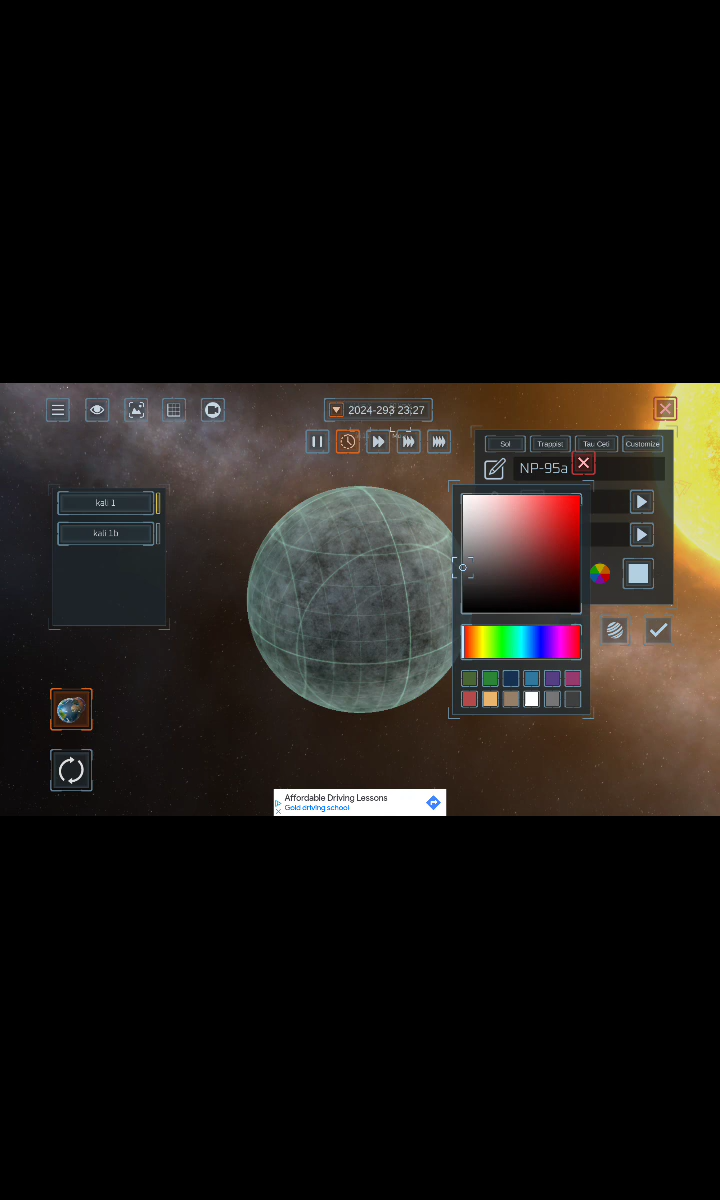 2024-293 23:27
Sol
Trappist
Tau Ceti
Customize
NP-95a
kali 1
kali 1b
Affordable Driving Lessons
Gold driving school